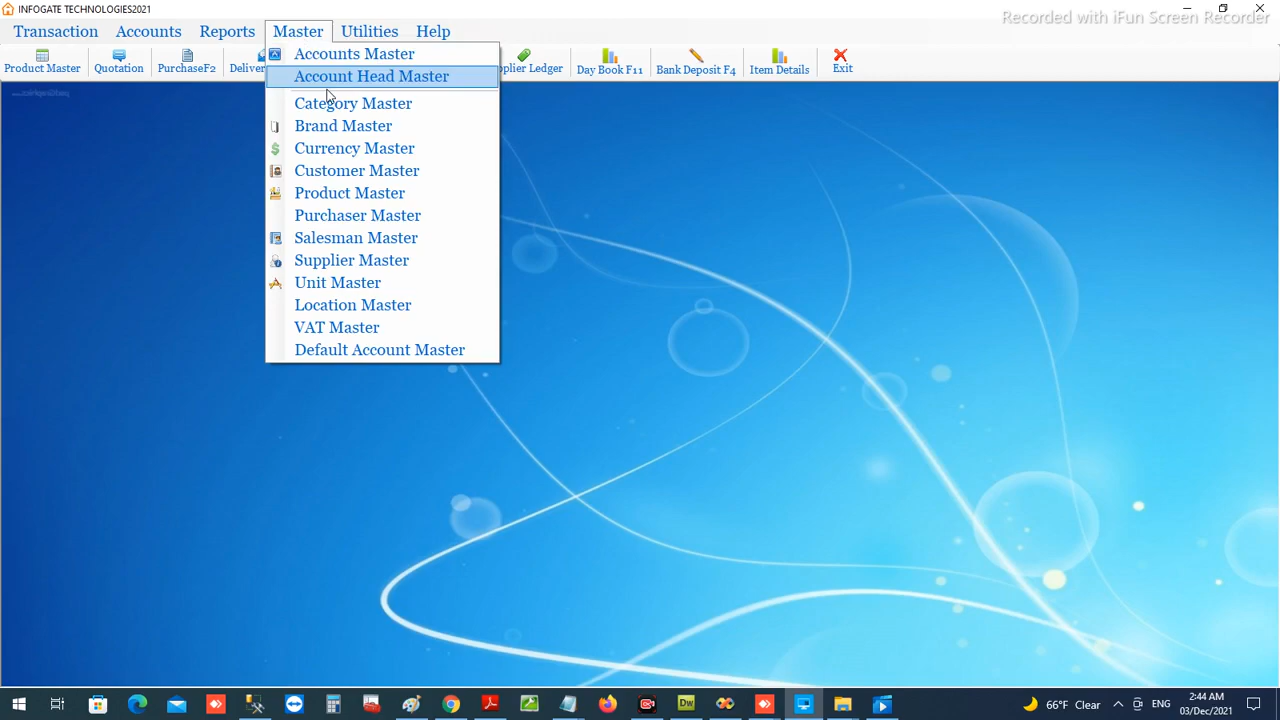 INFOGATE TECHNOLOGIES2021
Recorded with iFun Screen Recorder
Transaction Accounts Reports Master Utilities Help
Product Master Quotation PurchaseF2 Deliver plier Ledger Day Book F11 Bank Deposit F4 Item Details Exit
Accounts Master
Account Head Master
Category Master
Brand Master
Currency Master
Customer Master
Product Master
Purchaser Master
Salesman Master
Supplier Master
Unit Master
Location Master
VAT Master
Default Account Master
66°F Clear ENG 2:44 AM
03/Dec/2021